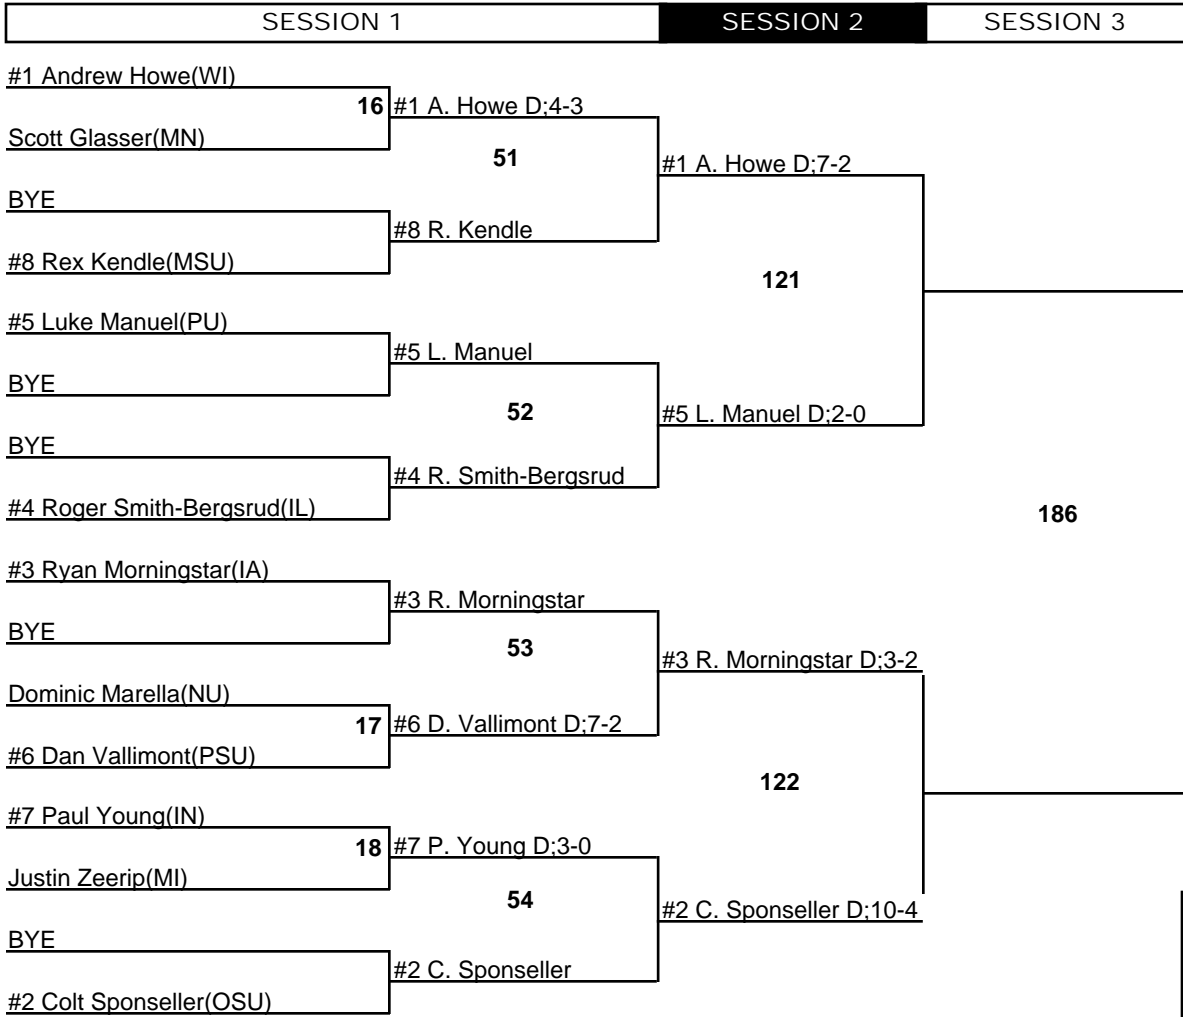 SESSION 1
SESSION 2
SESSION 3
#1 Andrew Howe(WI)
16
#1 A. Howe D;4-3
Scott Glasser(MN)
51
#1 A. Howe D;7-2
BYE
#8 R. Kendle
#8 Rex Kendle(MSU)
121
#5 Luke Manuel(PU)
#5 L. Manuel
BYE
52
#5 L. Manuel D;2-0
BYE
#4 R. Smith-Bergsrud
#4 Roger Smith-Bergsrud(IL)
186
#3 Ryan Morningstar(IA)
#3 R. Morningstar
BYE
53
#3 R. Morningstar D;3-2
Dominic Marella(NU)
17
#6 D. Vallimont D;7-2
#6 Dan Vallimont(PSU)
122
#7 Paul Young(IN)
18
#7 P. Young D;3-0
Justin Zeerip(MI)
54
#2 C. Sponseller D;10-4
BYE
#2 C. Sponseller
#2 Colt Sponseller(OSU)